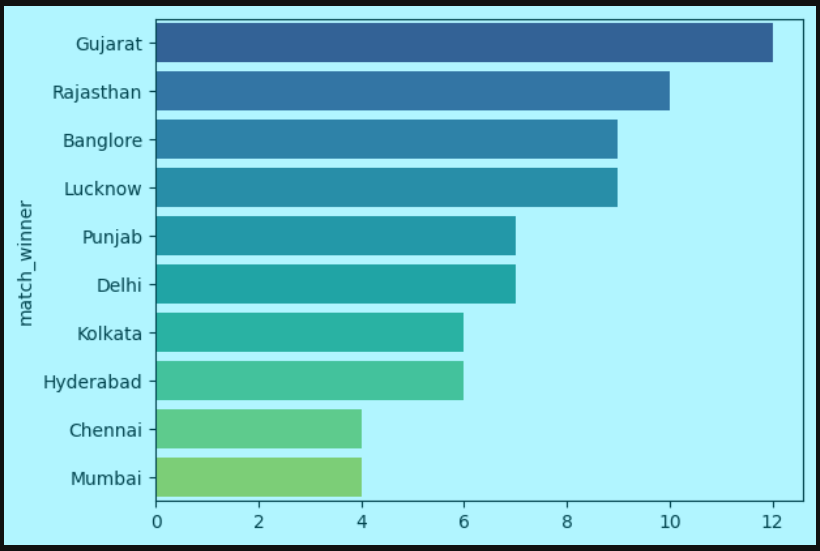 match_winner
Gujarat
Rajasthan
Banglore
Lucknow
Punjab
Delhi
Kolkata
Hyderabad
Chennai
Mumbai
0 2 4 6 8 10 12